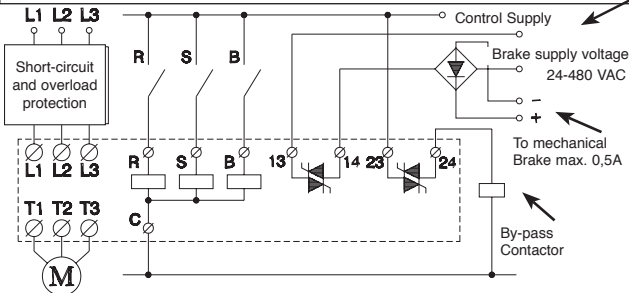 L1 L2 L3
Control Supply
R S B
Short-circuit
and overload
protection
Brake supply voltage
24-480 VAC
−
+
To mechanical
Brake max. 0,5A
L1 L2 L3 R S B 13 14 23 24
T1 T2 T3
C
By-pass
Contactor
M